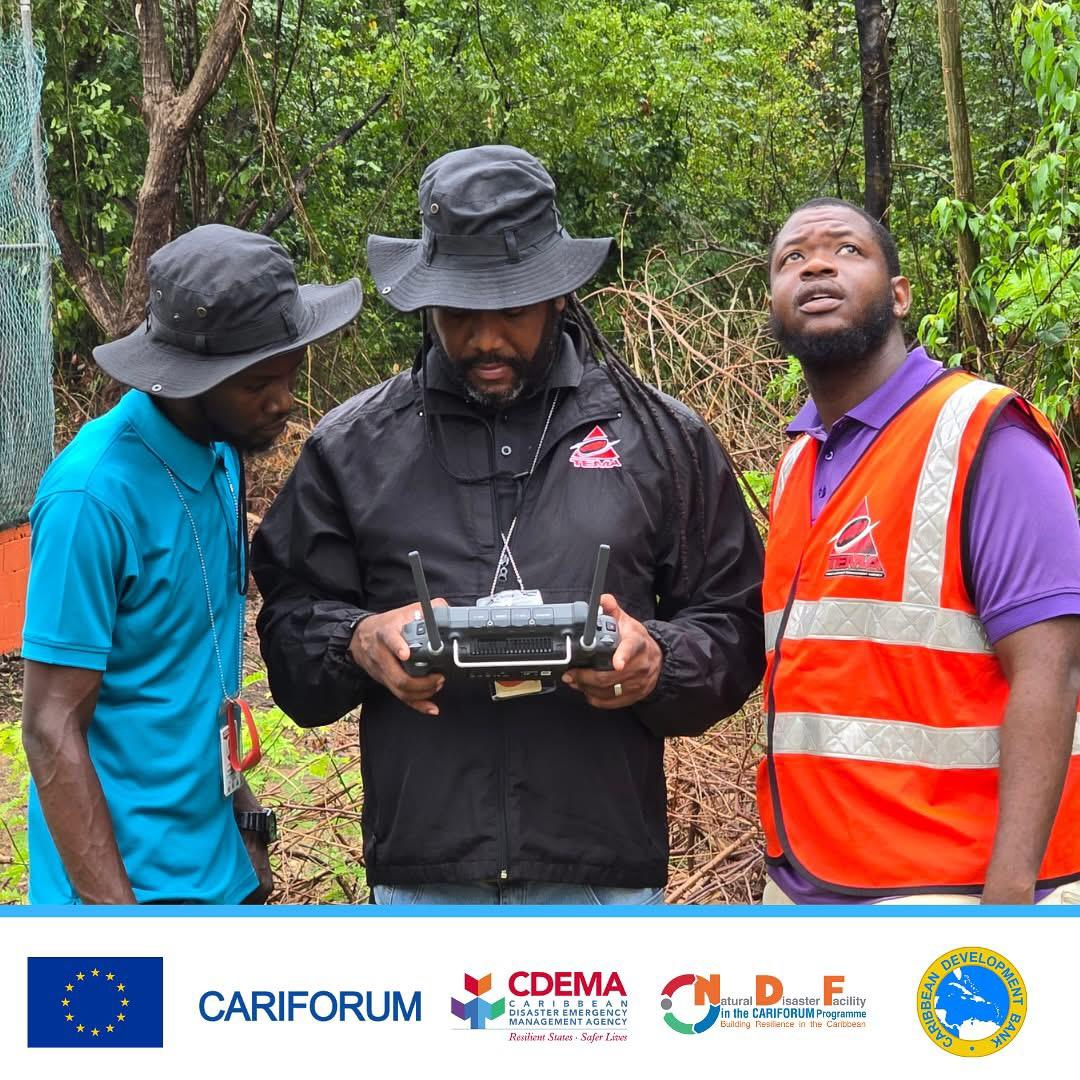 TEMA
TEMA
CARIFORUM
CDEMA
CARIBBEAN
DISASTER EMERGENCY
MANAGEMENT AGENCY
Resilient States · Safer Lives
Natural Disaster Facility
in the CARIFORUM Programme
Building Resilience in the Caribbean
CARIBBEAN DEVELOPMENT BANK